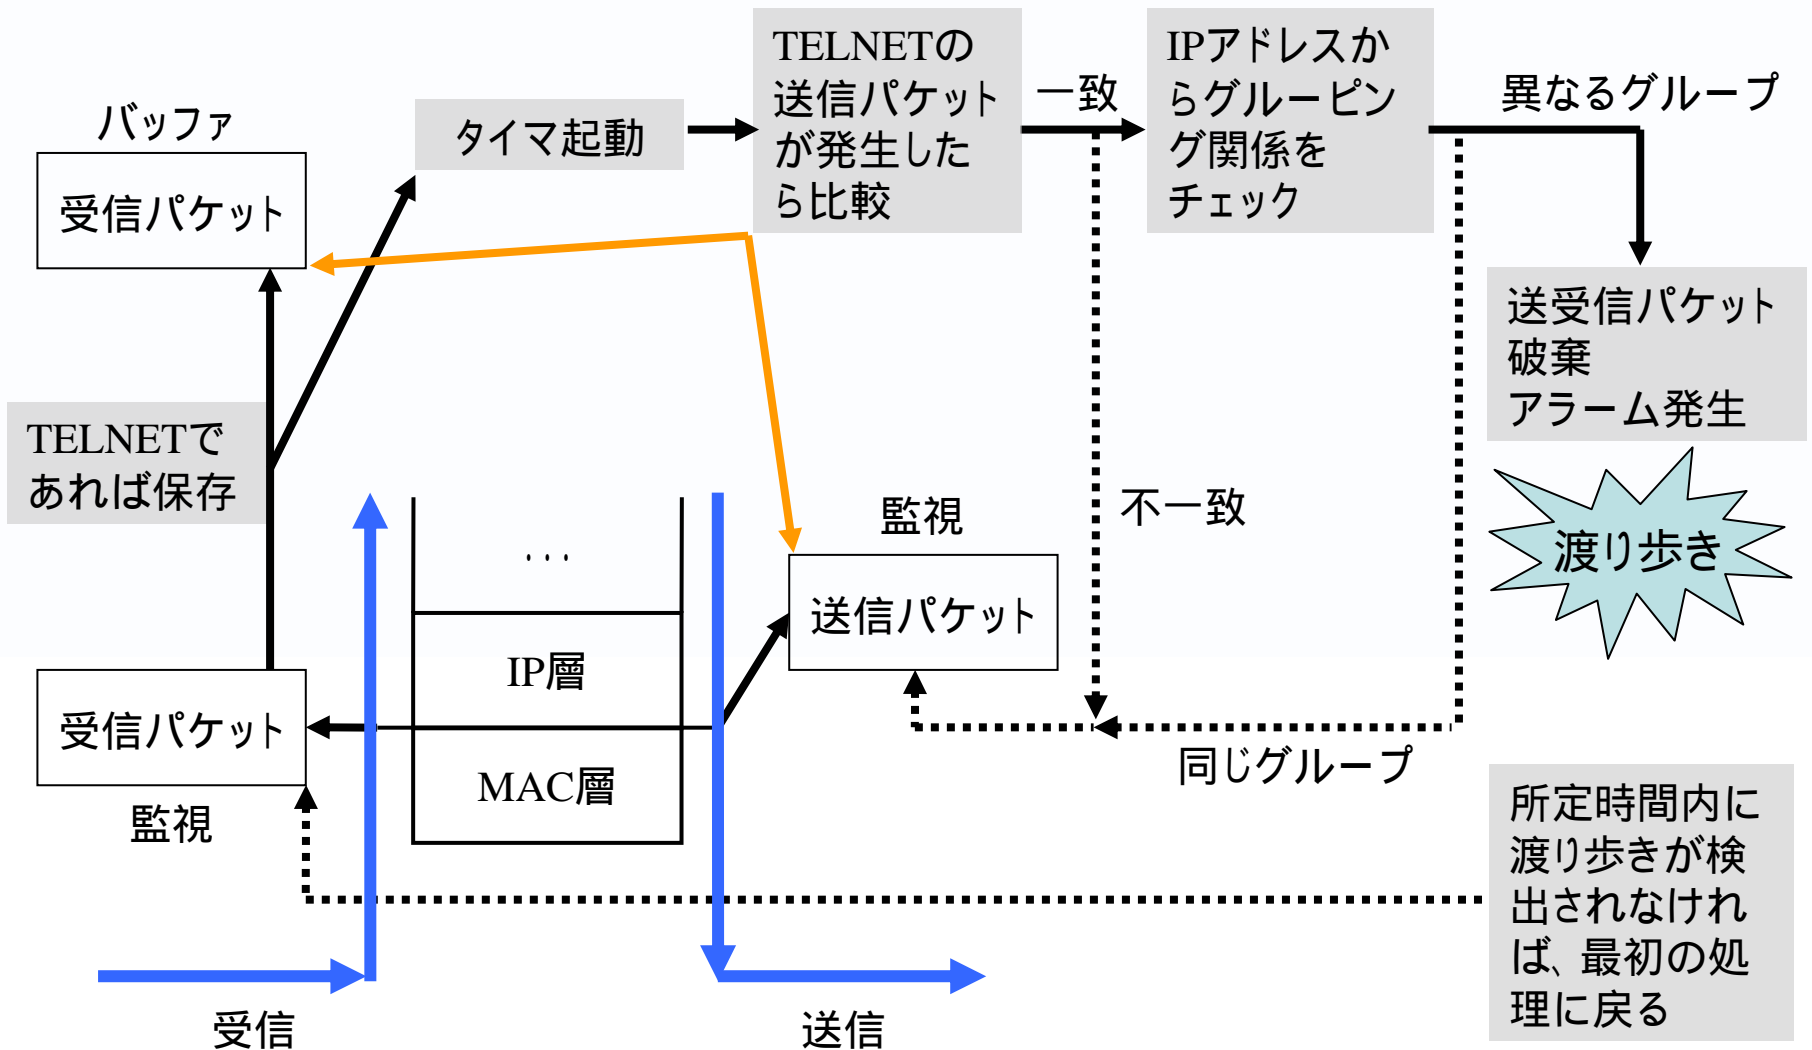 バッファ
受信パケット
タイマ起動
TELNETの
送信パケット
が発生した
ら比較
一致
IPアドレスか
らグルーピン
グ関係を
チェック
異なるグループ
送受信パケット
破棄
アラーム発生
渡り歩き
TELNETで
あれば保存
・・・
IP層
MAC層
監視
送信パケット
不一致
同じグループ
受信パケット
監視
所定時間内に
渡り歩きが検
出されなけれ
ば、最初の処
理に戻る
受信
送信